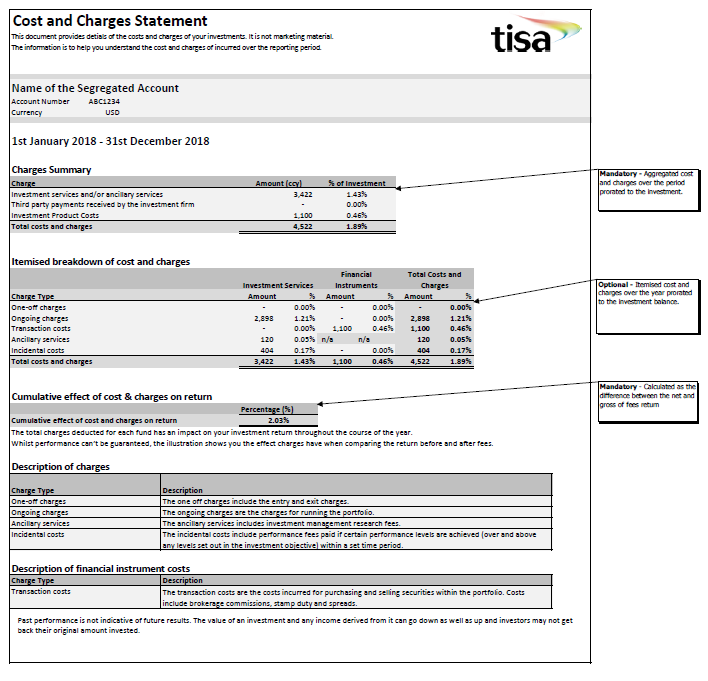 Cost and Charges Statement
This document provides detials of the costs and charges of your investments. It is not marketing material.
The information is to help you understand the cost and charges of incurred over the reporting period.
tisa
Name of the Segregated Account
Account Number ABC1234
Currency USD
1st January 2018 - 31st December 2018
Charges Summary
Charge Amount (ccy) % of Investment
Investment services and/or ancillary services 3,422 1.43%
Third party payments received by the investment firm - 0.00%
Investment Product Costs 1,100 0.46%
Total costs and charges 4,522 1.89%
Mandatory - Aggregated cost
and charges over the period
prorated to the investment.
Itemised breakdown of cost and charges
Financial Total Costs and
Investment Services Instruments Charges
Charge Type Amount % Amount % Amount %
One-off charges - 0.00% - 0.00% - 0.00%
Ongoing charges 2,898 1.21% - 0.00% 2,898 1.21%
Transaction costs - 0.00% 1,100 0.46% 1,100 0.46%
Ancillary services 120 0.05% n/a n/a 120 0.05%
Incidental costs 404 0.17% - 0.00% 404 0.17%
Total costs and charges 3,422 1.43% 1,100 0.46% 4,522 1.89%
Optional - Itemised cost and
charges over the year prorated
to the investment balance.
Cumulative effect of cost & charges on return
Percentage (%)
Cumulative effect of cost and charges on return 2.03%
The total charges deducted for each fund has an impact on your investment return throughout the course of the year.
Whilst performance can't be guaranteed, the illustration shows you the effect charges have when comparing the return before and after fees.
Mandatory - Calculated as the
difference between the net and
gross of fees return
Description of charges
Charge Type Description
One-off charges The one off charges include the entry and exit charges.
Ongoing charges The ongoing charges are the charges for running the portfolio.
Ancillary services The ancillary services includes investment management research fees.
Incidental costs The incidental costs include performance fees paid if certain performance levels are achieved (over and above
any levels set out in the investment objective) within a set time period.
Description of financial instrument costs
Charge Type Description
Transaction costs The transaction costs are the costs incurred for purchasing and selling securities within the portfolio. Costs
include brokerage commissions, stamp duty and spreads.
Past performance is not indicative of future results. The value of an investment and any income derived from it can go down as well as up and investors may not get
back their original amount invested.